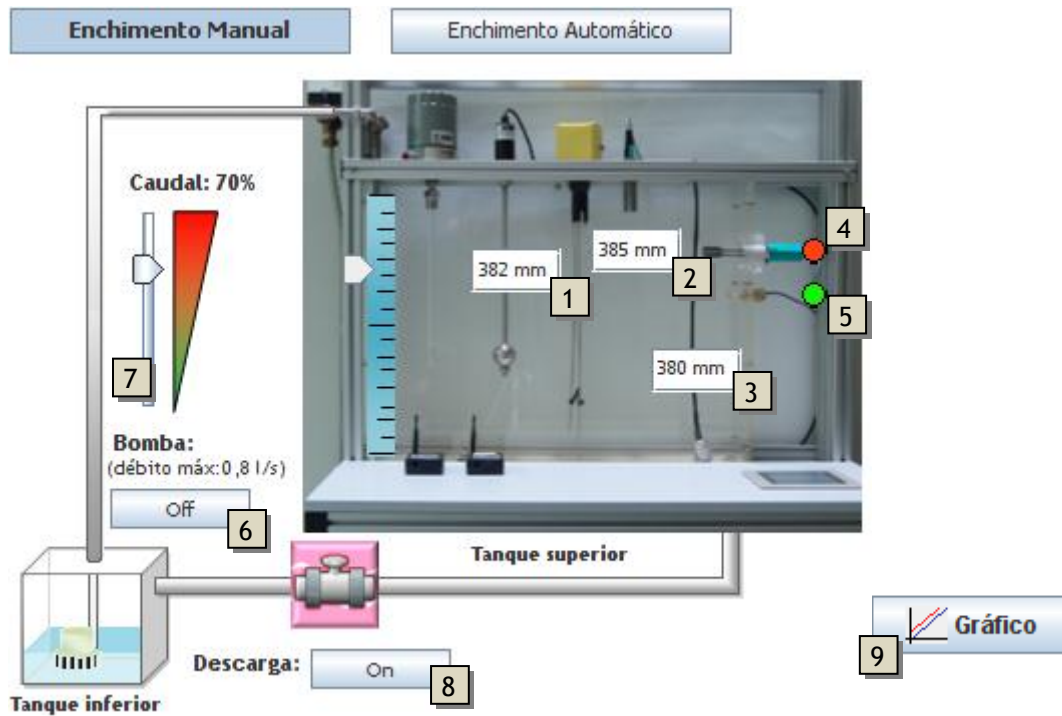 Enchimento Manual
Enchimento Automático
Caudal: 70%
4
385 mm
2
382 mm
1
5
7
380 mm
3
Bomba:
(débito máx:0,8 l/s)
Off
6
Tanque superior
Gráfico
9
Descarga:
On
8
Tanque inferior